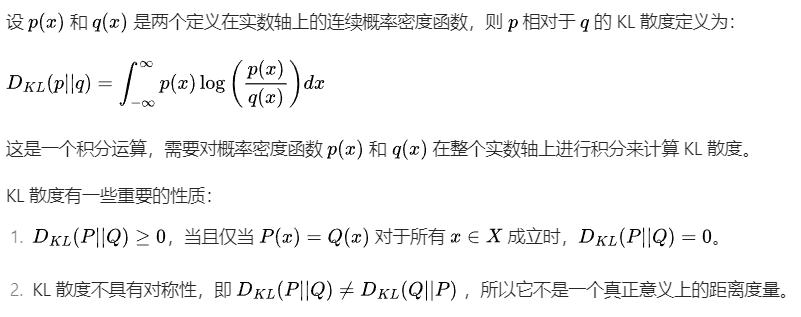 设 p(x) 和 q(x) 是两个定义在实数轴上的连续概率密度函数，则 p 相对于 q 的 KL 散度定义为：
D_{KL}(p||q) = \int_{-\infty}^{\infty} p(x) \log \left( \frac{p(x)}{q(x)} \right) dx
这是一个积分运算，需要对概率密度函数 p(x) 和 q(x) 在整个实数轴上进行积分来计算 KL 散度。
KL 散度有一些重要的性质：
1. D_{KL}(P||Q) ≥ 0，当且仅当 P(x) = Q(x) 对于所有 x ∈ X 成立时，D_{KL}(P||Q) = 0。
2. KL 散度不具有对称性，即 D_{KL}(P||Q) ≠ D_{KL}(Q||P) ，所以它不是一个真正意义上的距离度量。